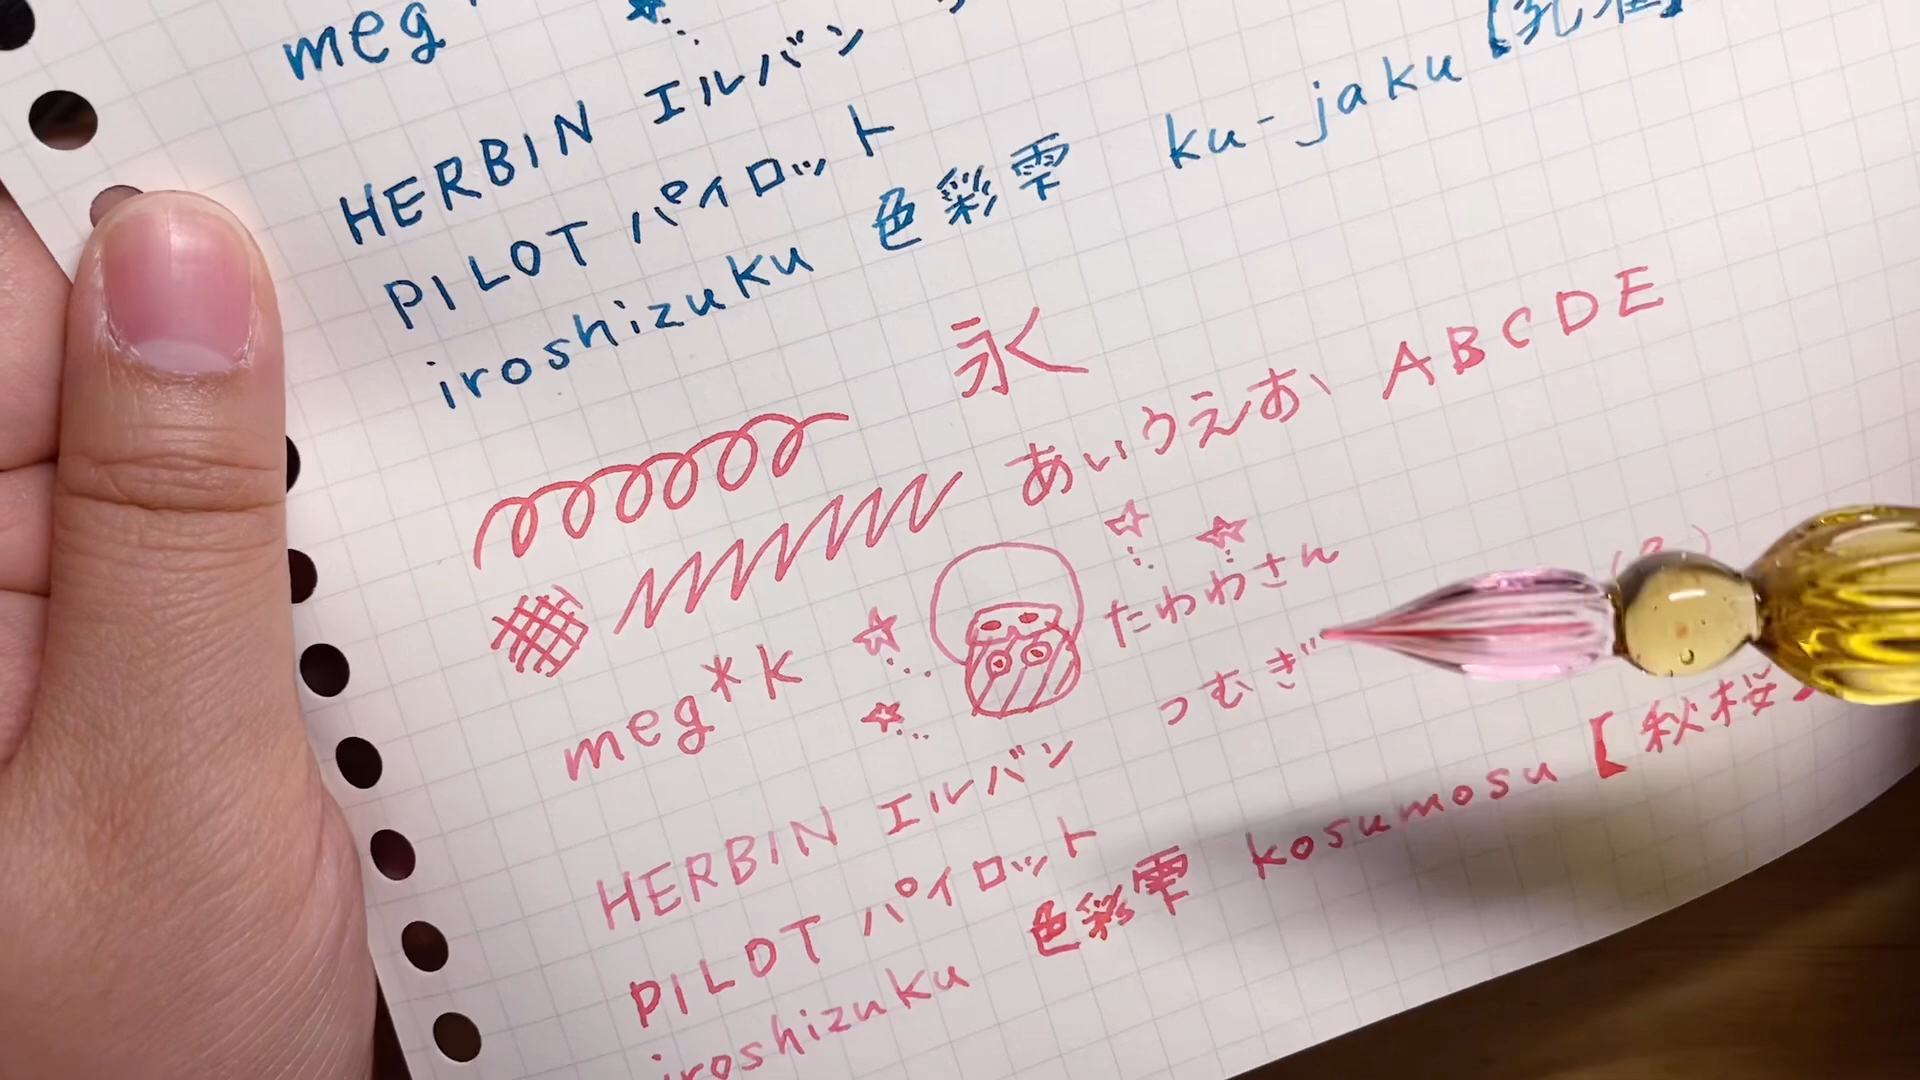 meg
HERBIN エルバン
PILOT パイロット
iroshizuku 色彩雫 ku-jaku【孔雀】
永
あいうえお、ABCDE
meg*k たわわさん
つむぎ
HERBIN エルバン
PILOT パイロット
iroshizuku 色彩雫 kosumosu【秋桜】